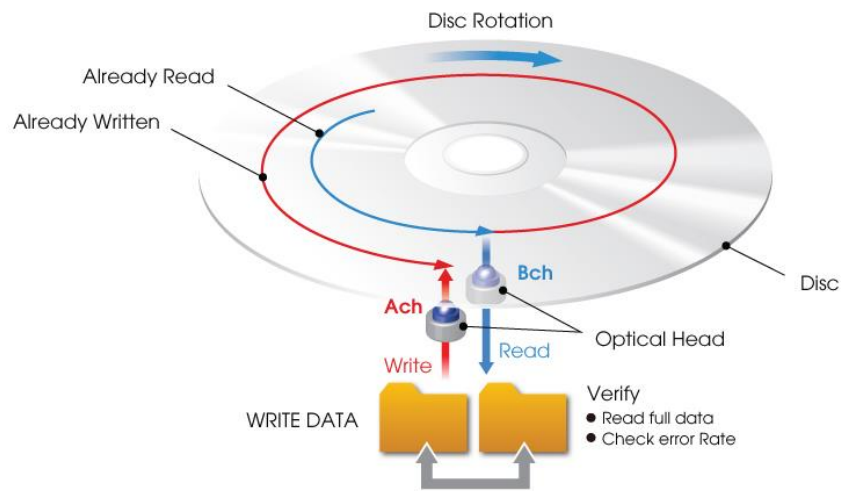 Disc Rotation
Already Read
Already Written
Disc
Bch
Ach
Optical Head
Read
Write
WRITE DATA
Verify
● Read full data
● Check error Rate